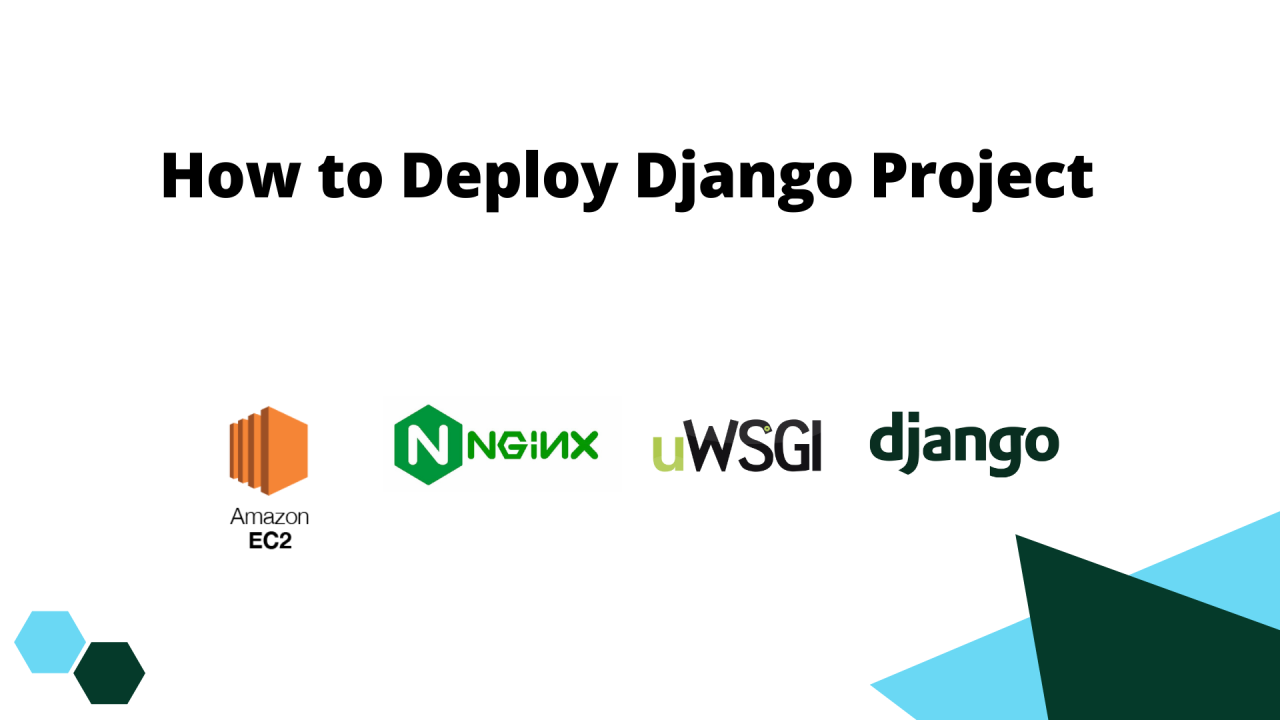 How to Deploy Django Project
N NGiNX
uWSGI
django
Amazon
EC2